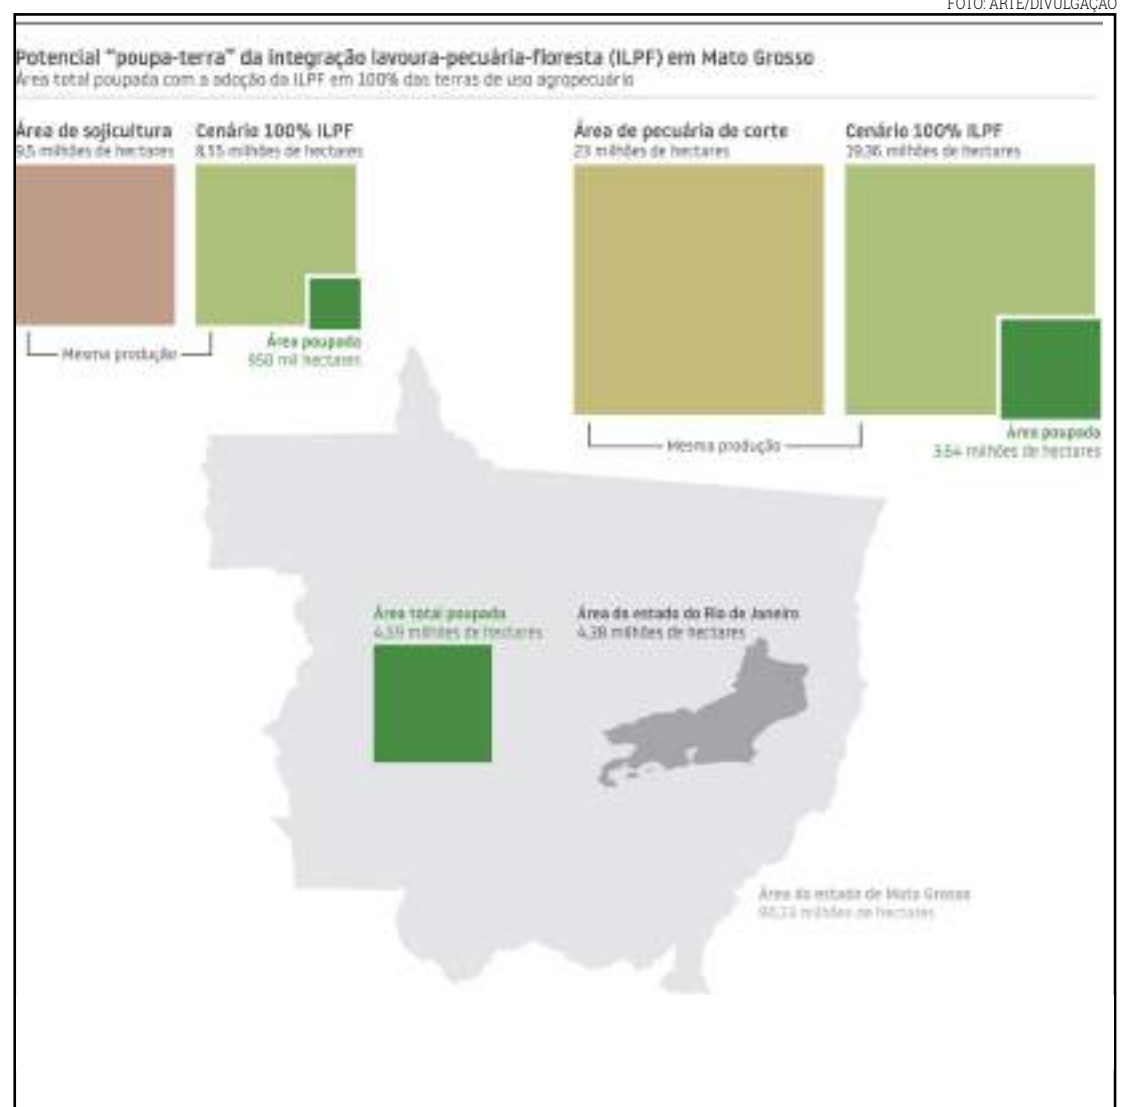 FOTO: ARTE/DIVULGAÇÃO
Potencial “poupa-terra” da integração lavoura-pecuária-floresta (ILPF) em Mato Grosso
Área total poupada com a adoção da ILPF em 100% das terras de uso agropecuário
Área de sojicultura
9,5 milhões de hectares
Cenário 100% ILPF
8,55 milhões de hectares
Área poupada
950 mil hectares
Mesma produção
Área de pecuária de corte
23 milhões de hectares
Cenário 100% ILPF
19,36 milhões de hectares
Área poupada
3,64 milhões de hectares
Mesma produção
Área total poupada
4,59 milhões de hectares
Área do estado do Rio de Janeiro
4,38 milhões de hectares
Área do estado de Mato Grosso
milhões de hectares